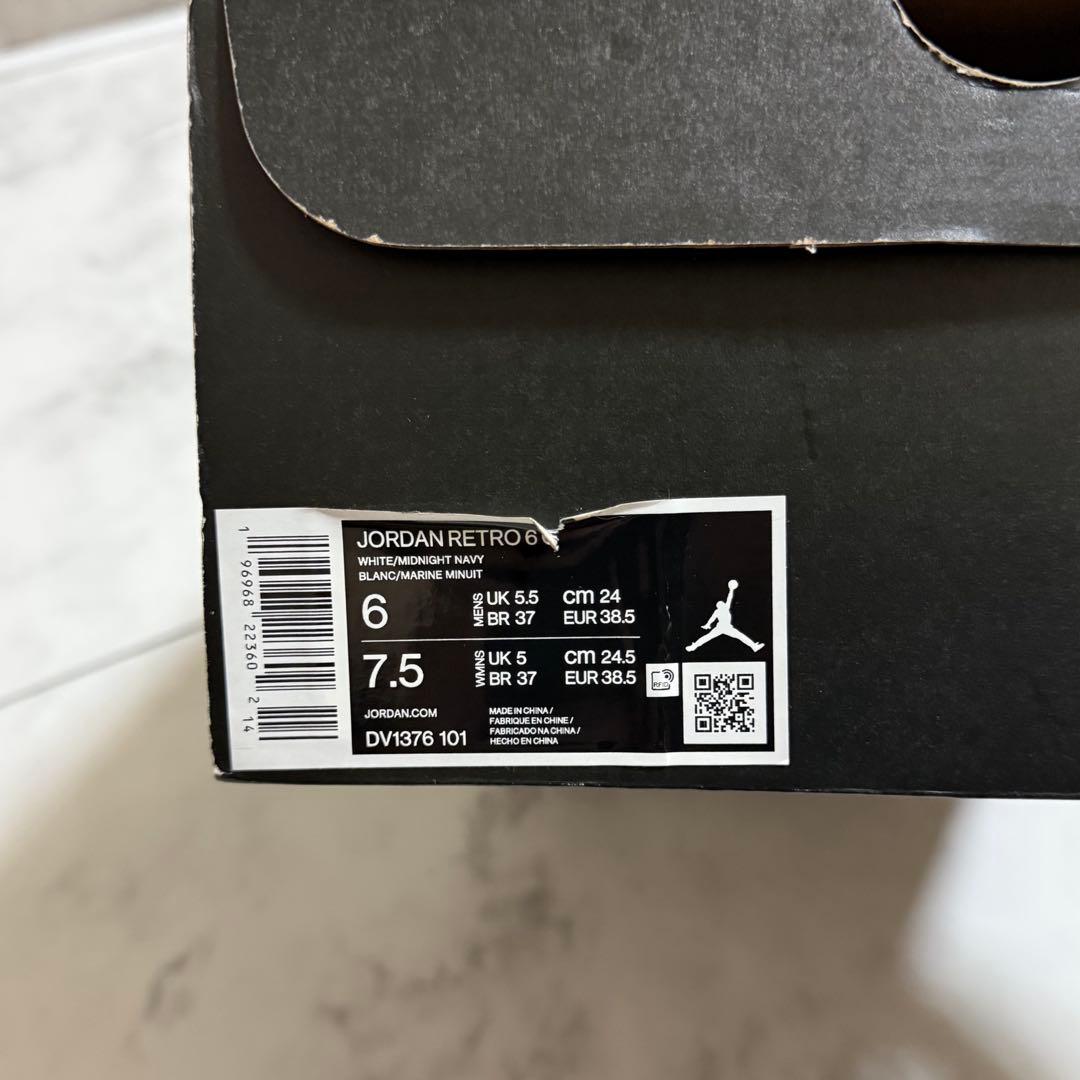 JORDAN RETRO 6 G
WHITE/MIDNIGHT NAVY
BLANC/MARINE MINUIT
6
MENS
UK 5.5 cm 24
BR 37 EUR 38.5
7.5
WMNS
UK 5 cm 24.5
BR 37 EUR 38.5
RFID
JORDAN.COM
DV1376 101
MADE IN CHINA /
FABRIQUE EN CHINE /
FABRICADO NA CHINA /
HECHO EN CHINA
1 96968 22360 2 14